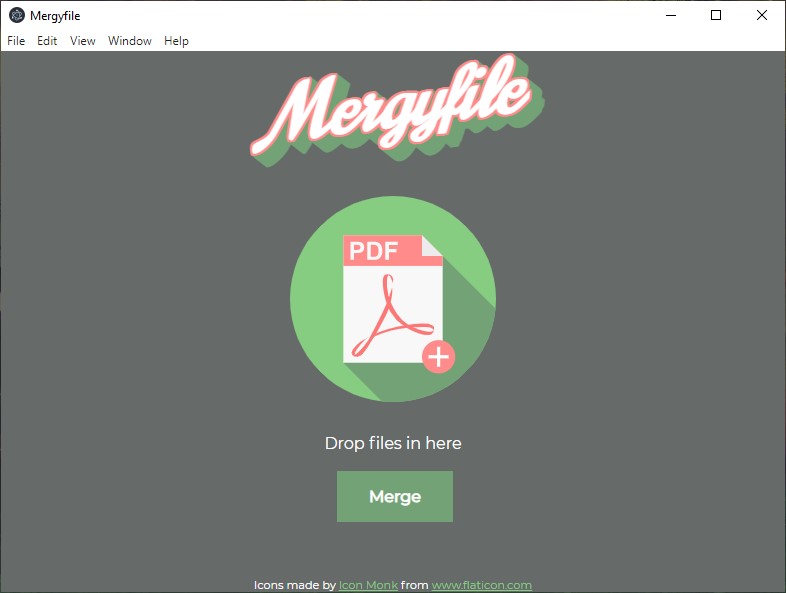 Mergyfile
File Edit View Window Help
Mergyfile
PDF
Drop files in here
Merge
Icons made by Icon Monk from www.flaticon.com